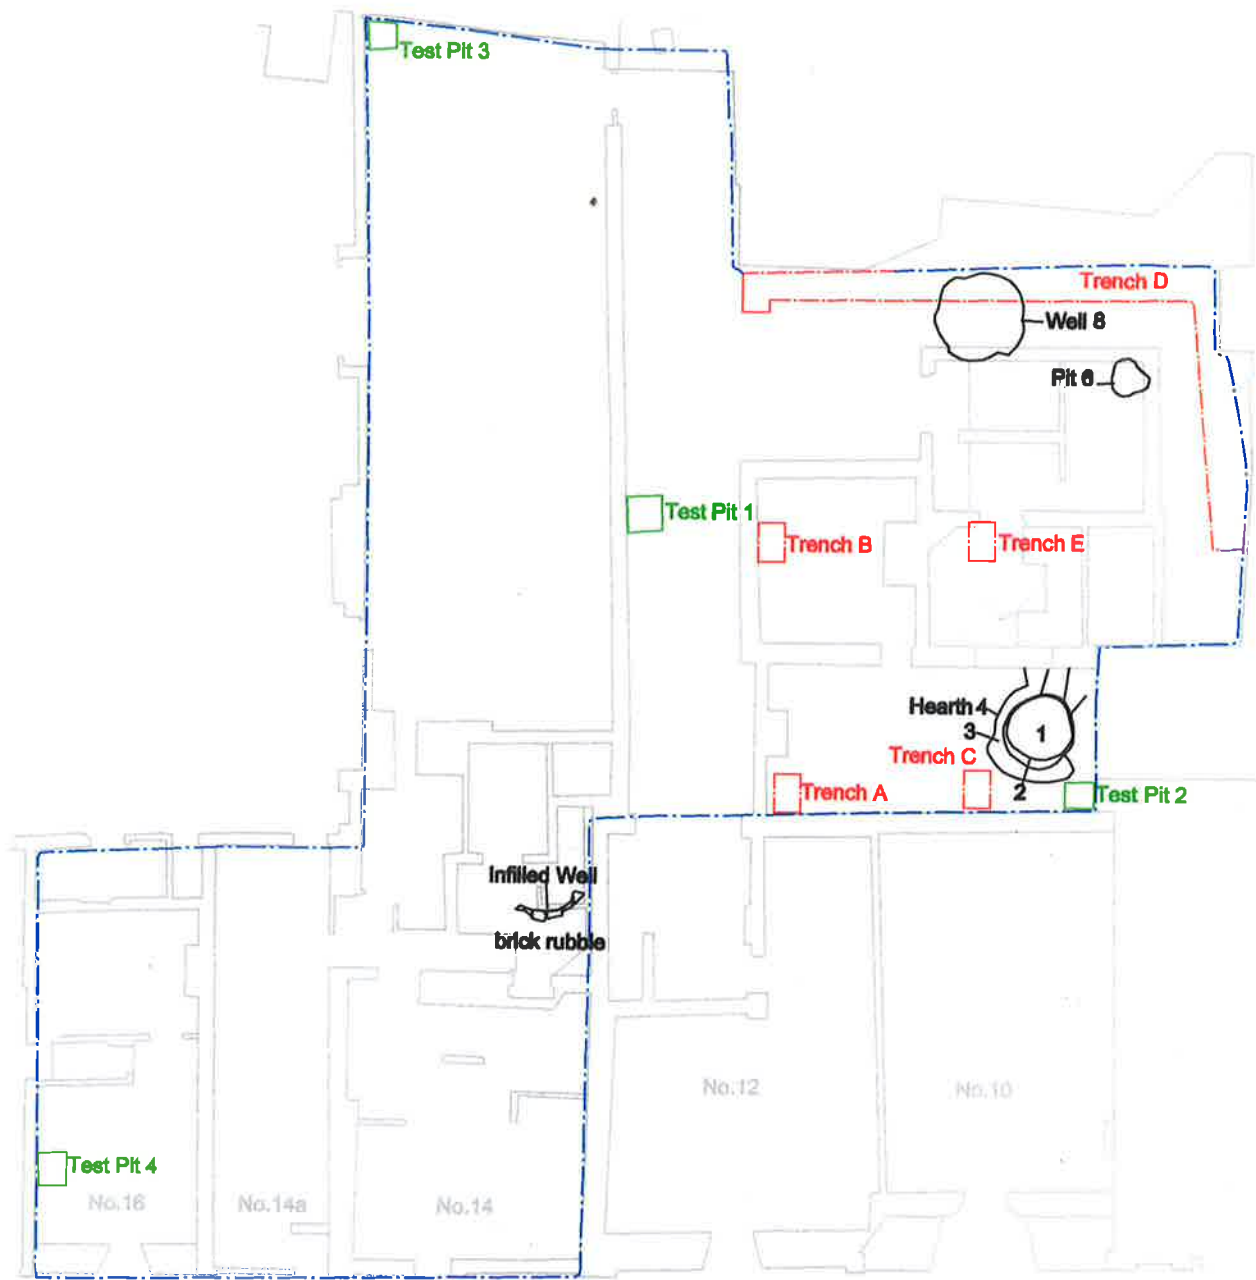 Test Pit 3
Trench D
Well 8
Pit 6
Test Pit 1
Trench B
Trench E
Hearth 4
3
1
Trench C
2
Trench A
Test Pit 2
Infilled Well
brick rubble
No.12
No.10
Test Pit 4
No.16
No.14a
No.14